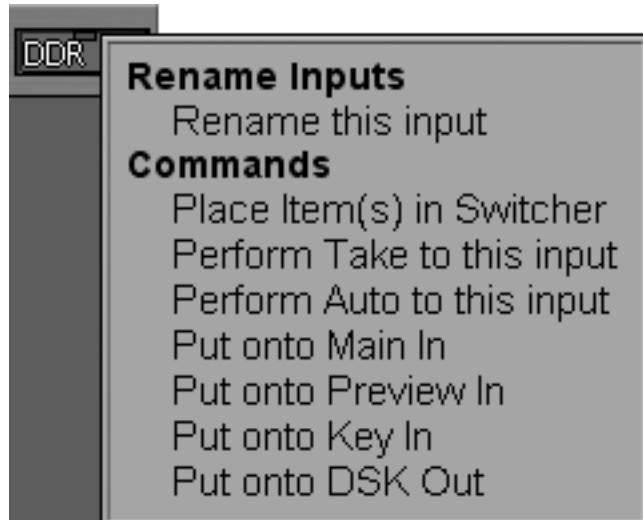 DDR
Rename Inputs
Rename this input
Commands
Place Item(s) in Switcher
Perform Take to this input
Perform Auto to this input
Put onto Main In
Put onto Preview In
Put onto Key In
Put onto DSK Out